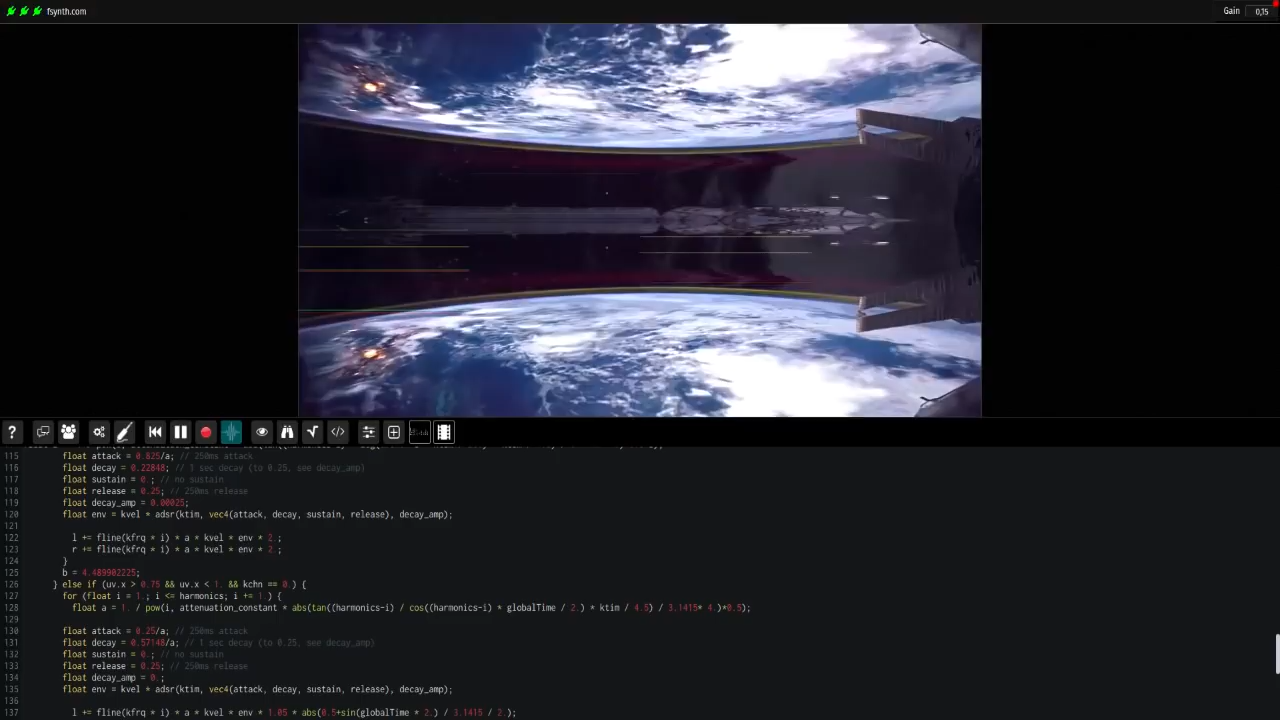 fsynth.com
Gain 0,15
115 float attack = 0.825/a; // 250ms attack
116 float decay = 0.22848; // 1 sec decay (to 0.25, see decay_amp)
117 float sustain = 0.; // no sustain
118 float release = 0.25; // 250ms release
119 float decay_amp = 0.00025;
120 float env = kvel * adsr(ktim, vec4(attack, decay, sustain, release), decay_amp);
121
122 l += fline(kfrq * i) * a * kvel * env * 2.;
123 r += fline(kfrq * i) * a * kvel * env * 2.;
124 }
125 b = 4.489902225;
126 } else if (uv.x > 0.75 && uv.x < 1. && kchn == 0.) {
127 for (float i = 1.; i <= harmonics; i += 1.) {
128 float a = 1. / pow(i, attenuation_constant * abs(tan((harmonics-i) / cos((harmonics-i) * globalTime / 2.) * ktim / 4.5) / 3.1415* 4.)*0.5);
129
130 float attack = 0.25/a; // 250ms attack
131 float decay = 0.57148/a; // 1 sec decay (to 0.25, see decay_amp)
132 float sustain = 0.; // no sustain
133 float release = 0.25; // 250ms release
134 float decay_amp = 0.;
135 float env = kvel * adsr(ktim, vec4(attack, decay, sustain, release), decay_amp);
136
137 l += fline(kfrq * i) * a * kvel * env * 1.05 * abs(0.5+sin(globalTime * 2.) / 3.1415 / 2.);